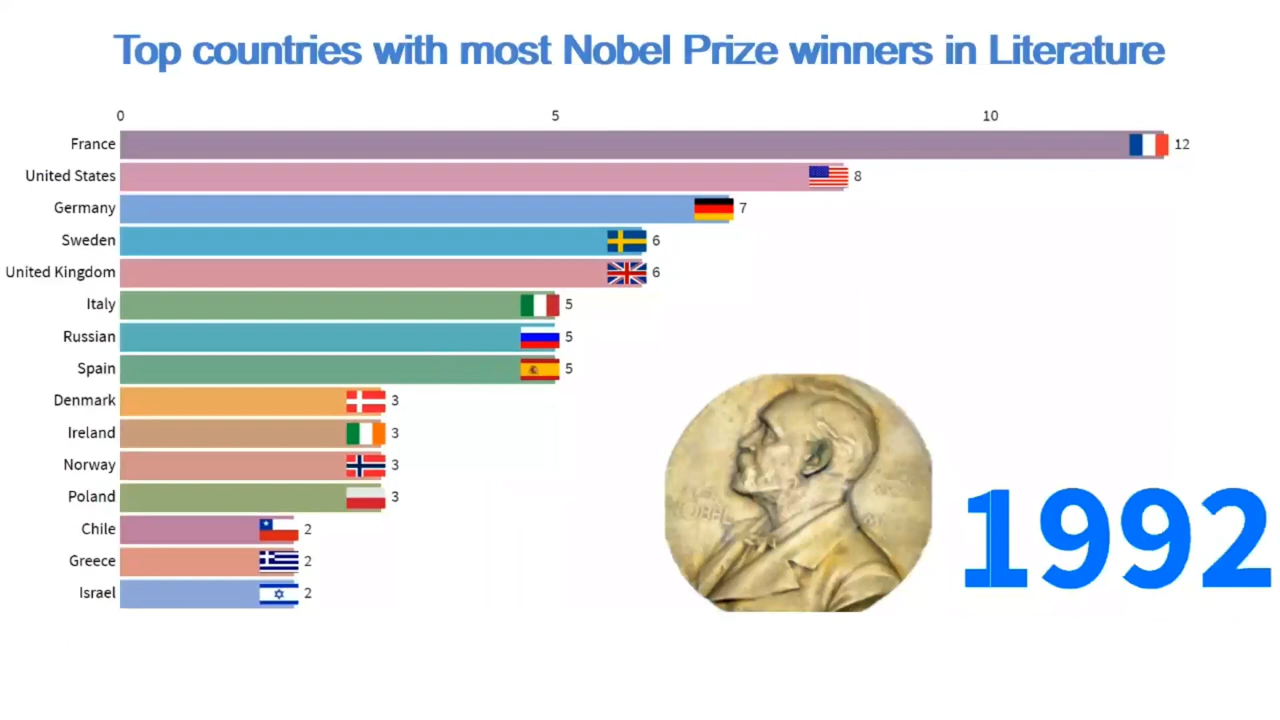 Top countries with most Nobel Prize winners in Literature
0 5 10
France 12
United States 8
Germany 7
Sweden 6
United Kingdom 6
Italy 5
Russian 5
Spain 5
Denmark 3
Ireland 3
Norway 3
Poland 3
Chile 2
Greece 2
Israel 2
1992